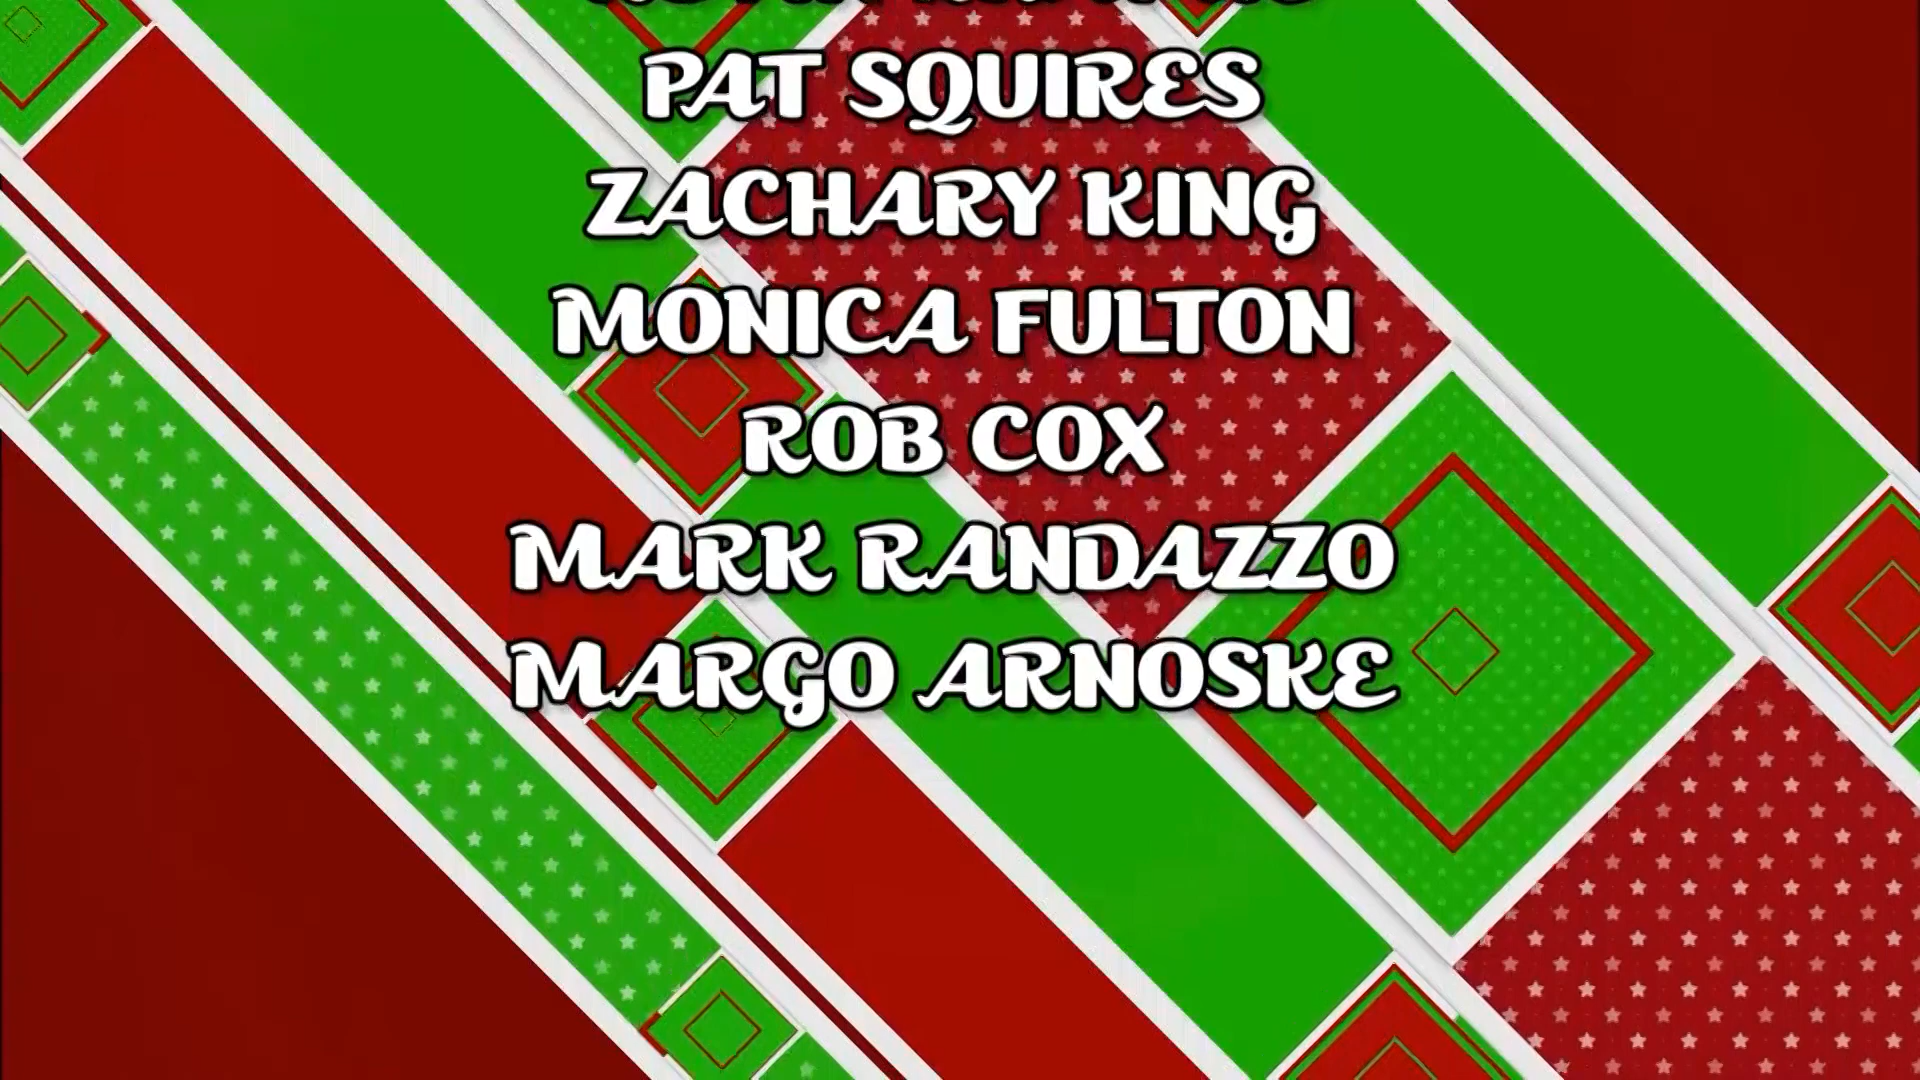 PAT SQUIRES
ZACHARY KING
MONICA FULTON
ROB COX
MARK RANDAZZO
MARGO ARNOSKE